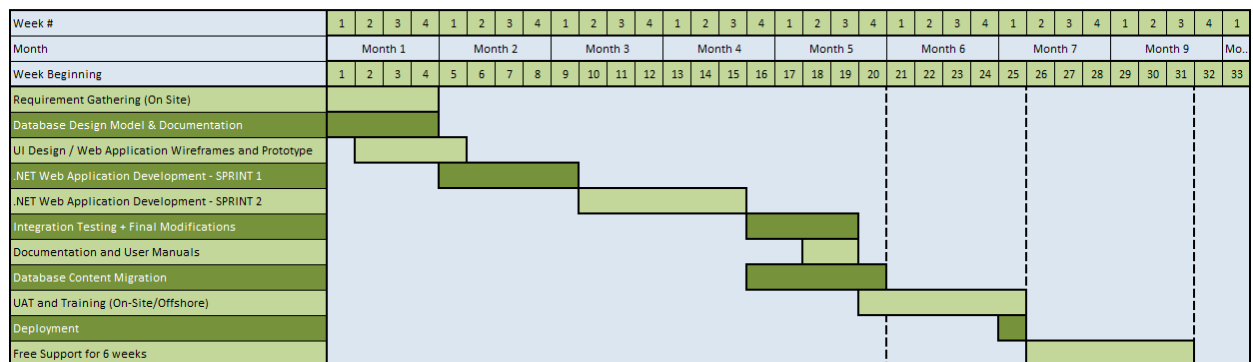 Week # 1 2 3 4 1 2 3 4 1 2 3 4 1 2 3 4 1 2 3 4 1 2 3 4 1 2 3 4 1 2 3 4 1
Month Month 1 Month 2 Month 3 Month 4 Month 5 Month 6 Month 7 Month 9 Mo...
Week Beginning 1 2 3 4 5 6 7 8 9 10 11 12 13 14 15 16 17 18 19 20 21 22 23 24 25 26 27 28 29 30 31 32 33
Requirement Gathering (On Site)
Database Design Model & Documentation
UI Design / Web Application Wireframes and Prototype
.NET Web Application Development - SPRINT 1
.NET Web Application Development - SPRINT 2
Integration Testing + Final Modifications
Documentation and User Manuals
Database Content Migration
UAT and Training (On-Site/Offshore)
Deployment
Free Support for 6 weeks